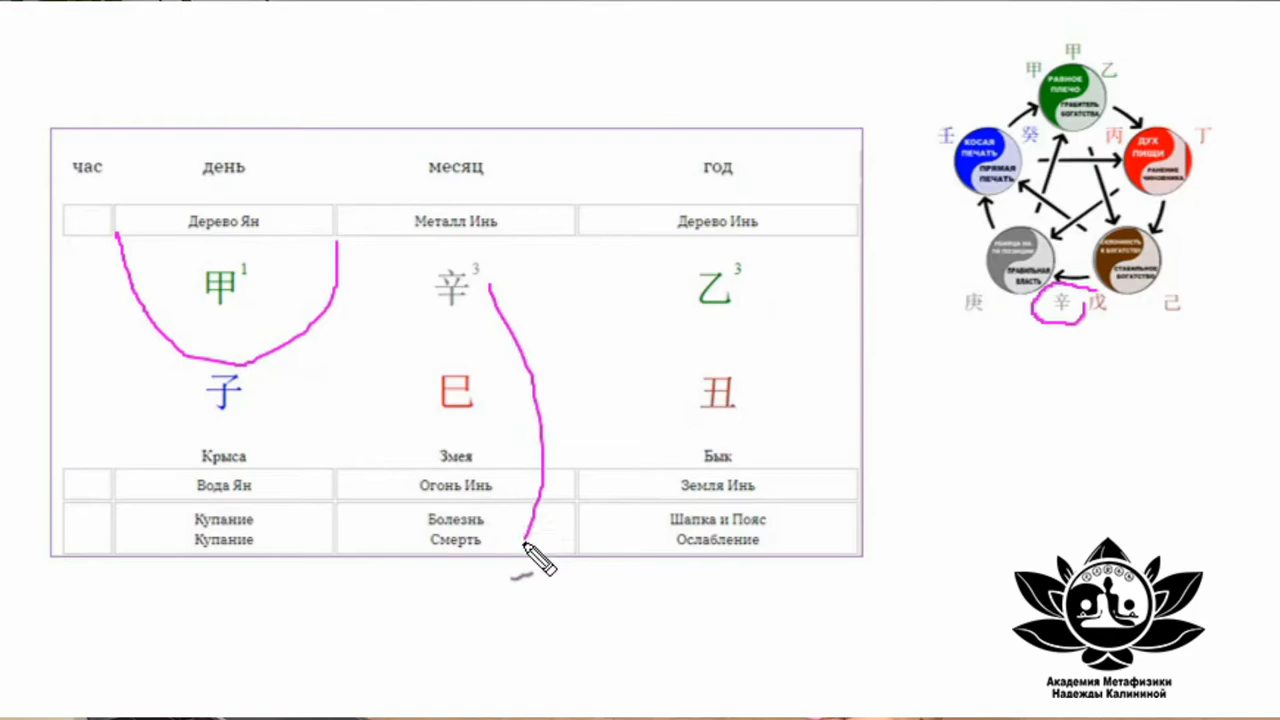 час день месяц год
Дерево Ян Металл Инь Дерево Инь
甲1 辛3 乙3
子 巳 丑
Крыса Змея Бык
Вода Ян Огонь Инь Земля Инь
Купание Болезнь Шапка и Пояс
Купание Смерть Ослабление
甲
甲 乙
РАВНОЕ
ПЛЕЧО
ГРАБИТЕЛЬ
БОГАТСТВА
壬 癸 丙 丁
КОСАЯ
ПЕЧАТЬ
ПРЯМАЯ
ПЕЧАТЬ
ДУХ
ПИЩИ
РАНЕНИЕ
ЧИНОВНИКА
ПРАВИЛЬНАЯ
ВЛАСТЬ
СКЛОННОСТЬ
К БОГАТСТВУ
СТАБИЛЬНОЕ
БОГАТСТВО
庚 辛 戊 己
Академия Метафизики
Надежды Калининой